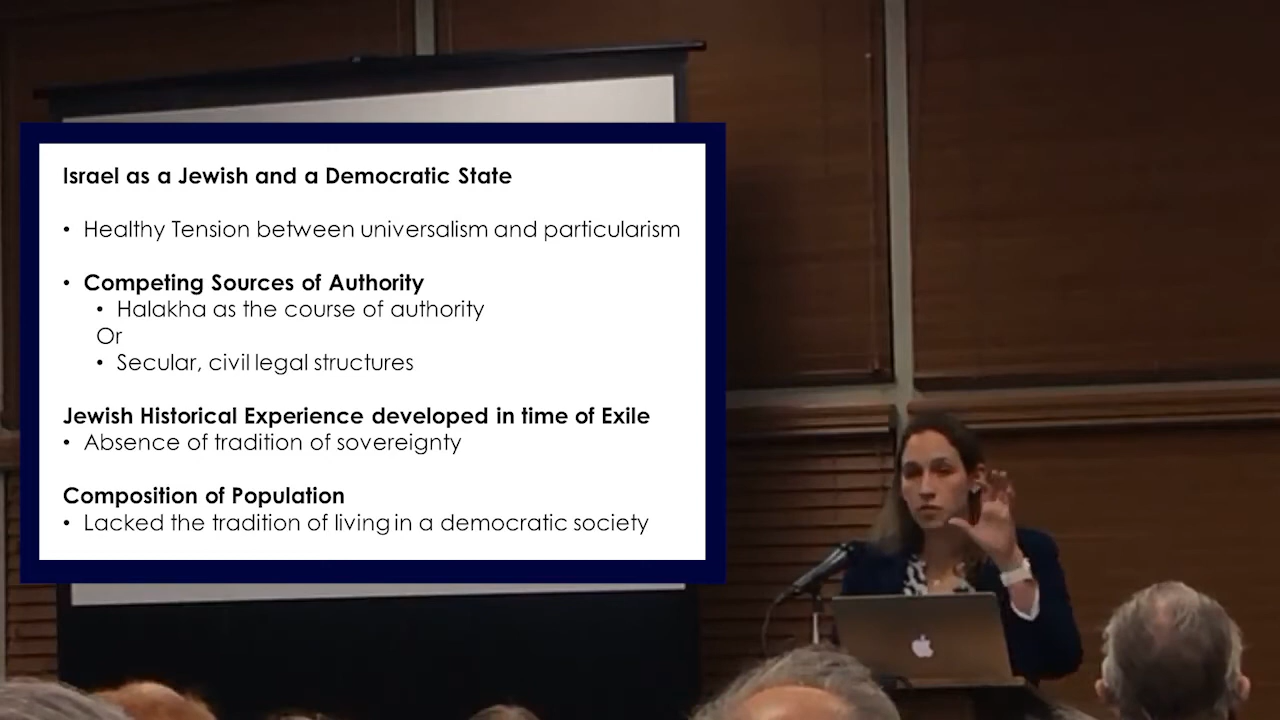 Israel as a Jewish and a Democratic State
• Healthy Tension between universalism and particularism
• Competing Sources of Authority
• Halakha as the course of authority
Or
• Secular, civil legal structures
Jewish Historical Experience developed in time of Exile
• Absence of tradition of sovereignty
Composition of Population
• Lacked the tradition of living in a democratic society